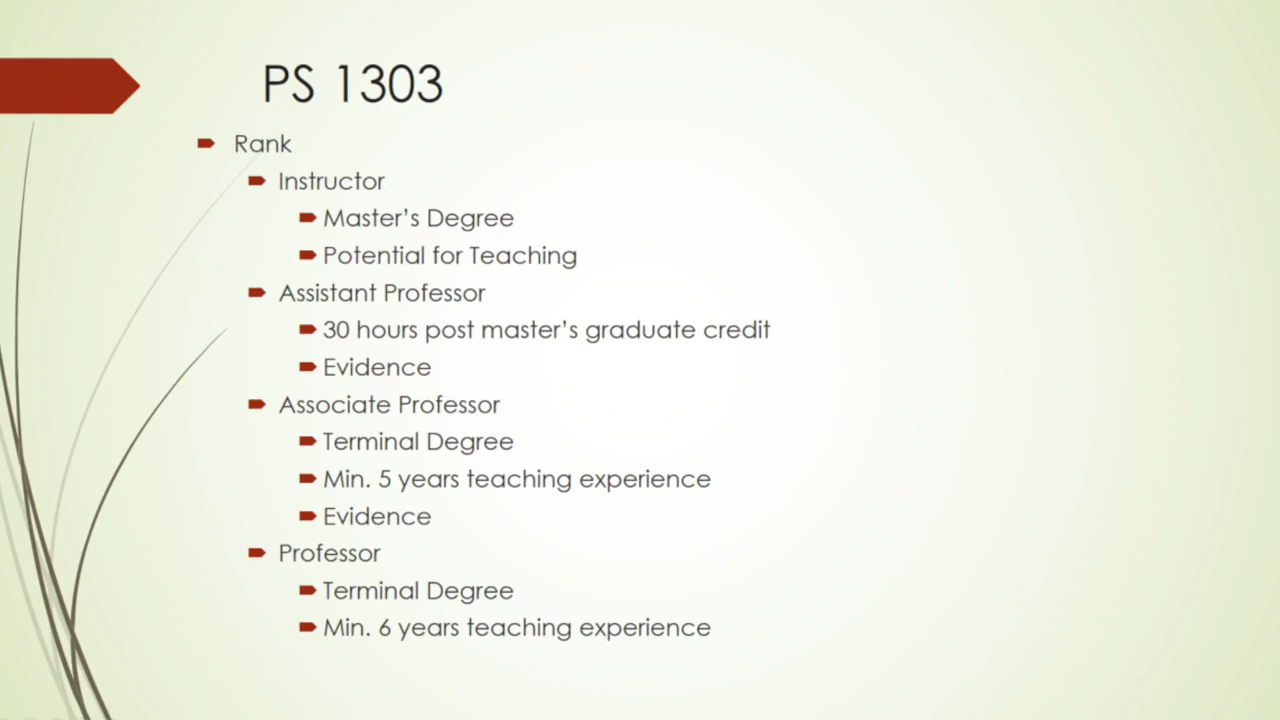 PS 1303
Rank
Instructor
Master's Degree
Potential for Teaching
Assistant Professor
30 hours post master's graduate credit
Evidence
Associate Professor
Terminal Degree
Min. 5 years teaching experience
Evidence
Professor
Terminal Degree
Min. 6 years teaching experience